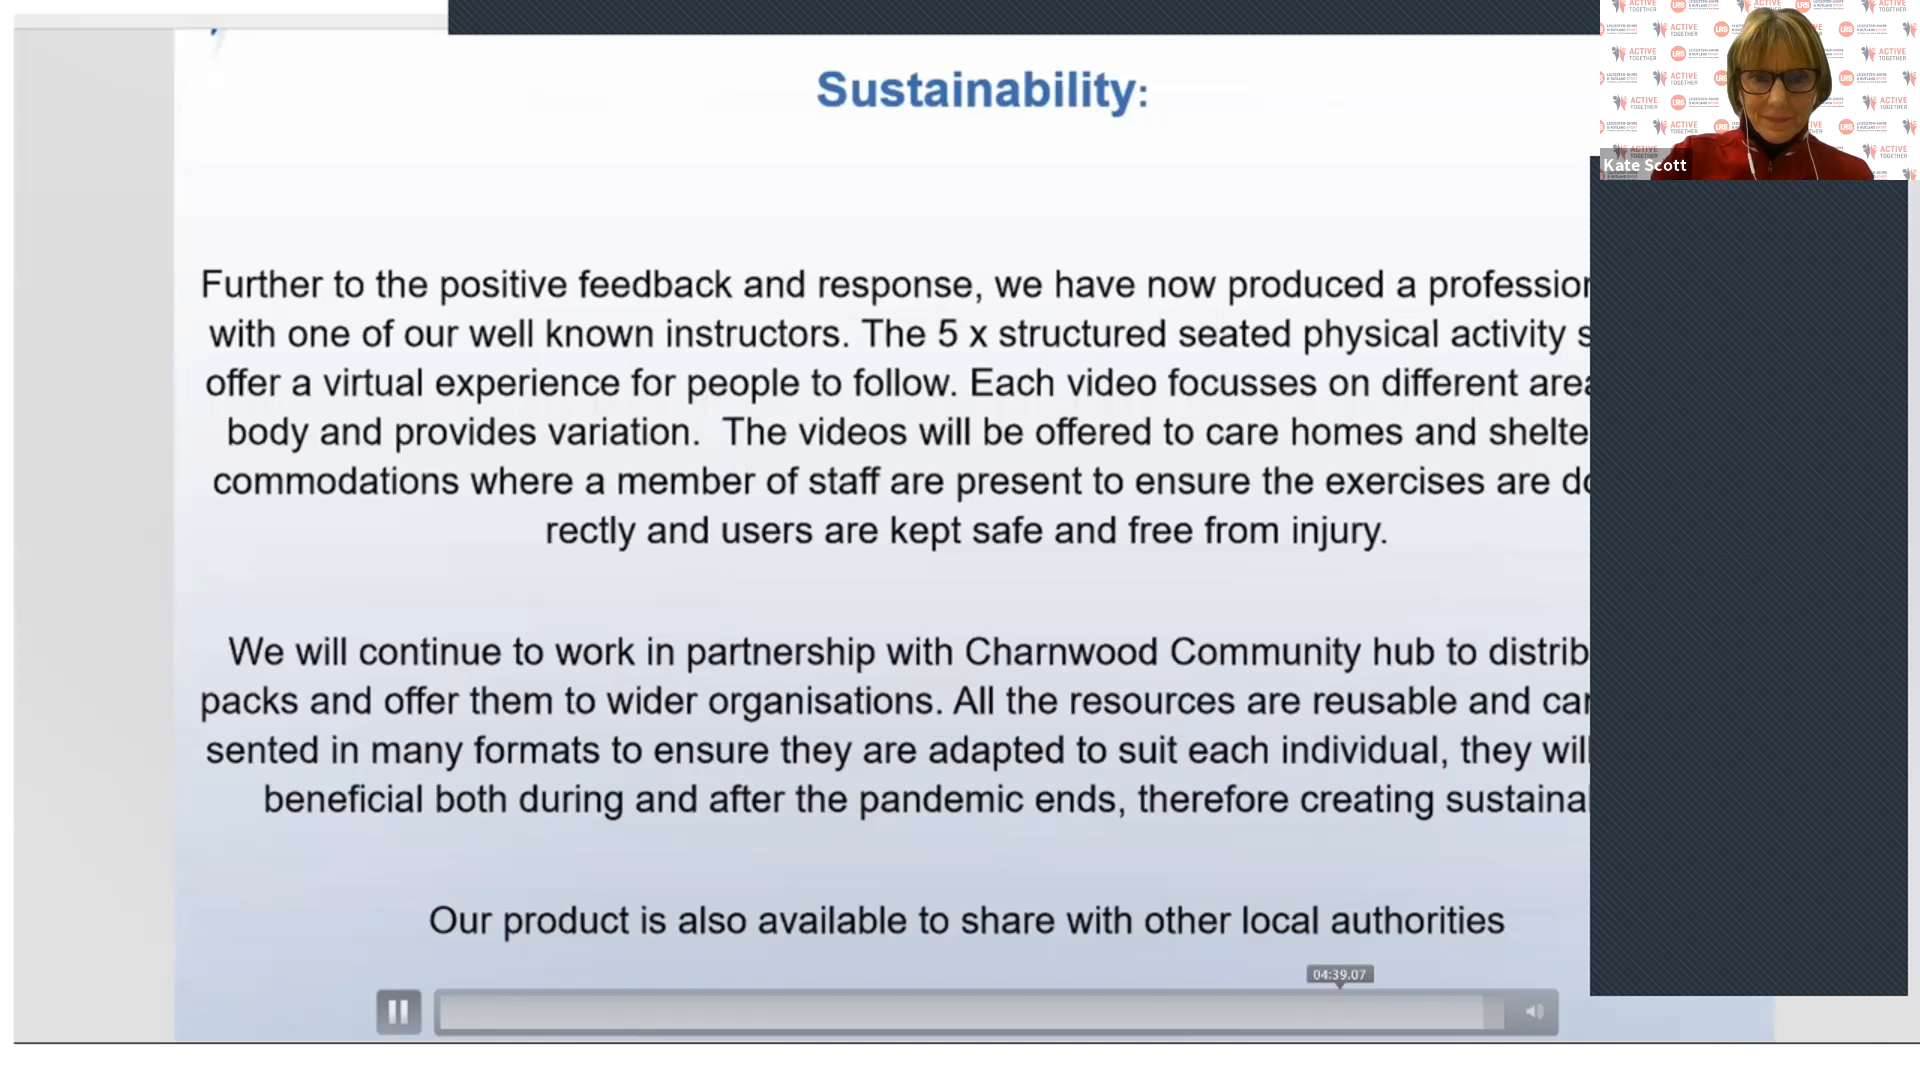 Sustainability:
Further to the positive feedback and response, we have now produced a
with one of our well known instructors. The 5 x structured seated physical activity
offer a virtual experience for people to follow. Each video focusses on different
body and provides variation. The videos will be offered to care homes and
commodations where a member of staff are present to ensure the exercises are
rectly and users are kept safe and free from injury.
We will continue to work in partnership with Charnwood Community hub to
packs and offer them to wider organisations. All the resources are reusable and
sented in many formats to ensure they are adapted to suit each individual, they will
beneficial both during and after the pandemic ends, therefore creating
Our product is also available to share with other local authorities
04:39.07
Kate Scott
ACTIVE TOGETHER
LRS